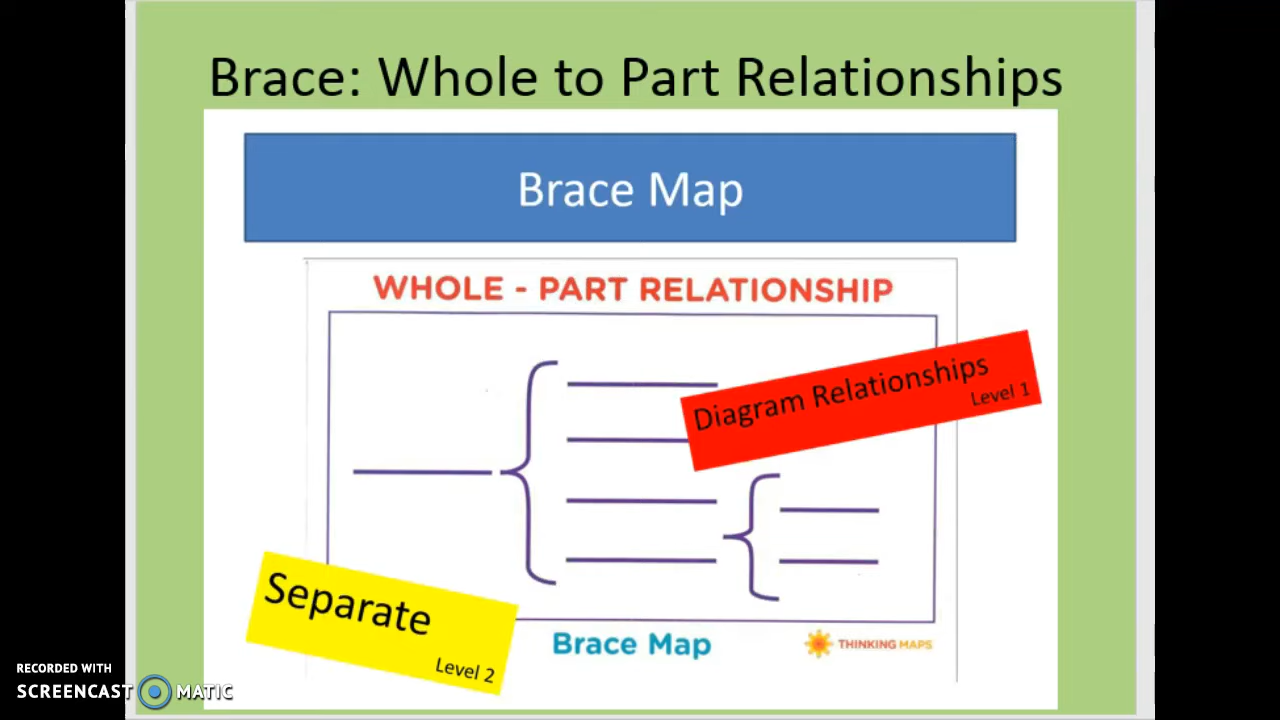 Brace: Whole to Part Relationships
Brace Map
WHOLE - PART RELATIONSHIP
Diagram Relationships
Level 1
Separate
Level 2
Brace Map
THINKING MAPS
RECORDED WITH
SCREENCAST MATIC